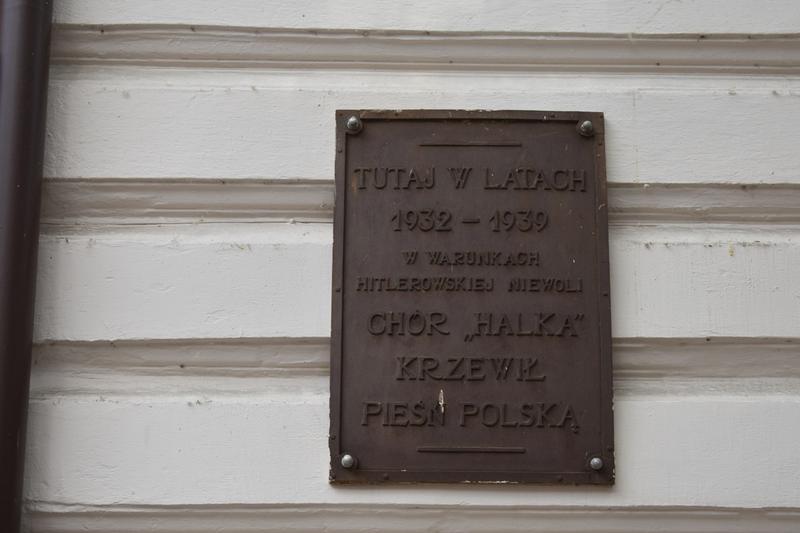 TUTAJ W LATACH
1932 – 1939
W WARUNKACH
HITLEROWSKIEJ NIEWOLI
CHÓR „HALKA”
KRZEWIŁ
PIEŚŃ POLSKĄ